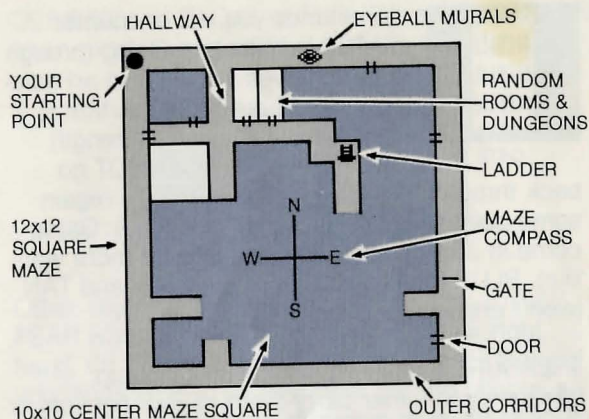 HALLWAY
EYEBALL MURALS
YOUR
STARTING
POINT
RANDOM
ROOMS &
DUNGEONS
LADDER
N
W E
S
MAZE
COMPASS
12x12
SQUARE
MAZE
GATE
DOOR
10x10 CENTER MAZE SQUARE
OUTER CORRIDORS